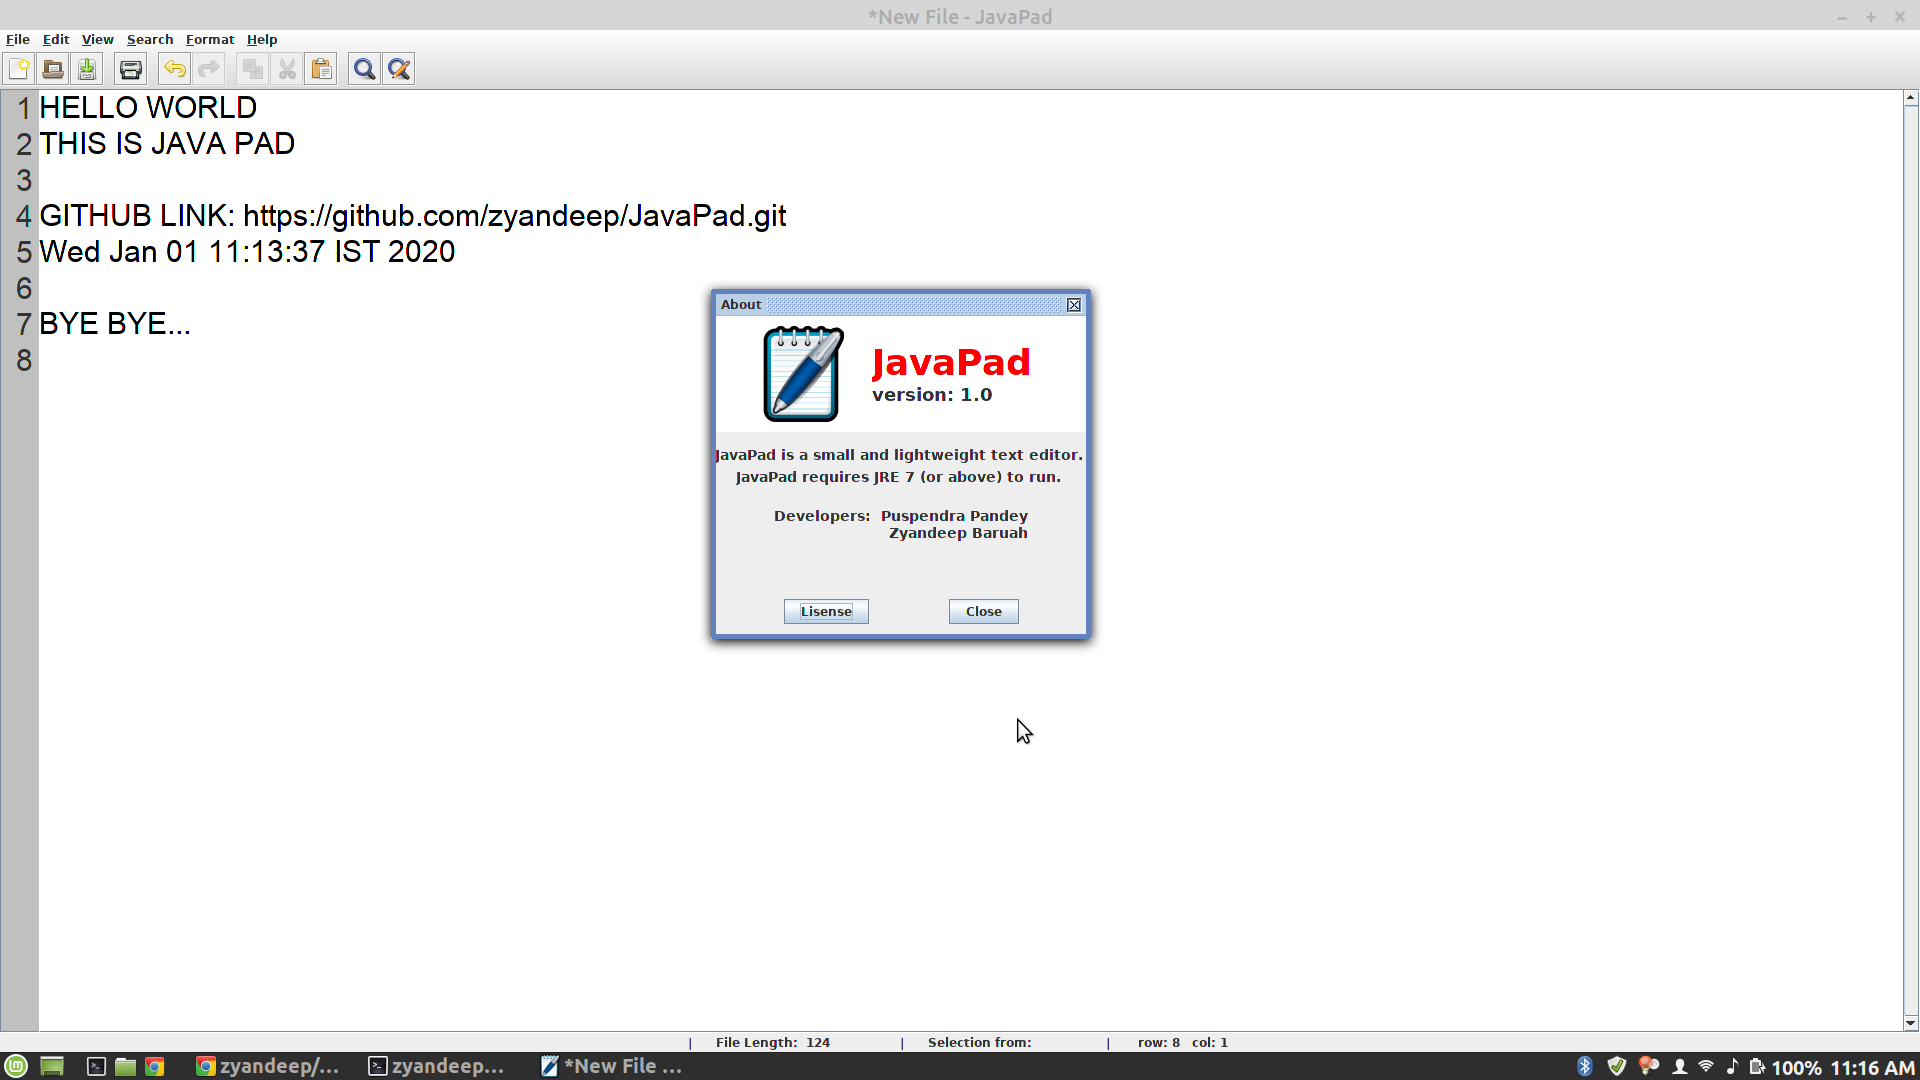 *New File - JavaPad
File Edit View Search Format Help
1 HELLO WORLD
2 THIS IS JAVA PAD
3
4 GITHUB LINK: https://github.com/zyandeep/JavaPad.git
5 Wed Jan 01 11:13:37 IST 2020
6
7 BYE BYE...
8
About
JavaPad
version: 1.0
JavaPad is a small and lightweight text editor.
JavaPad requires JRE 7 (or above) to run.
Developers: Puspendra Pandey
Zyandeep Baruah
Lisense Close
| File Length: 124 | Selection from: | row: 8 col: 1
zyandeep/... zyandeep... *New File ... 100% 11:16 AM